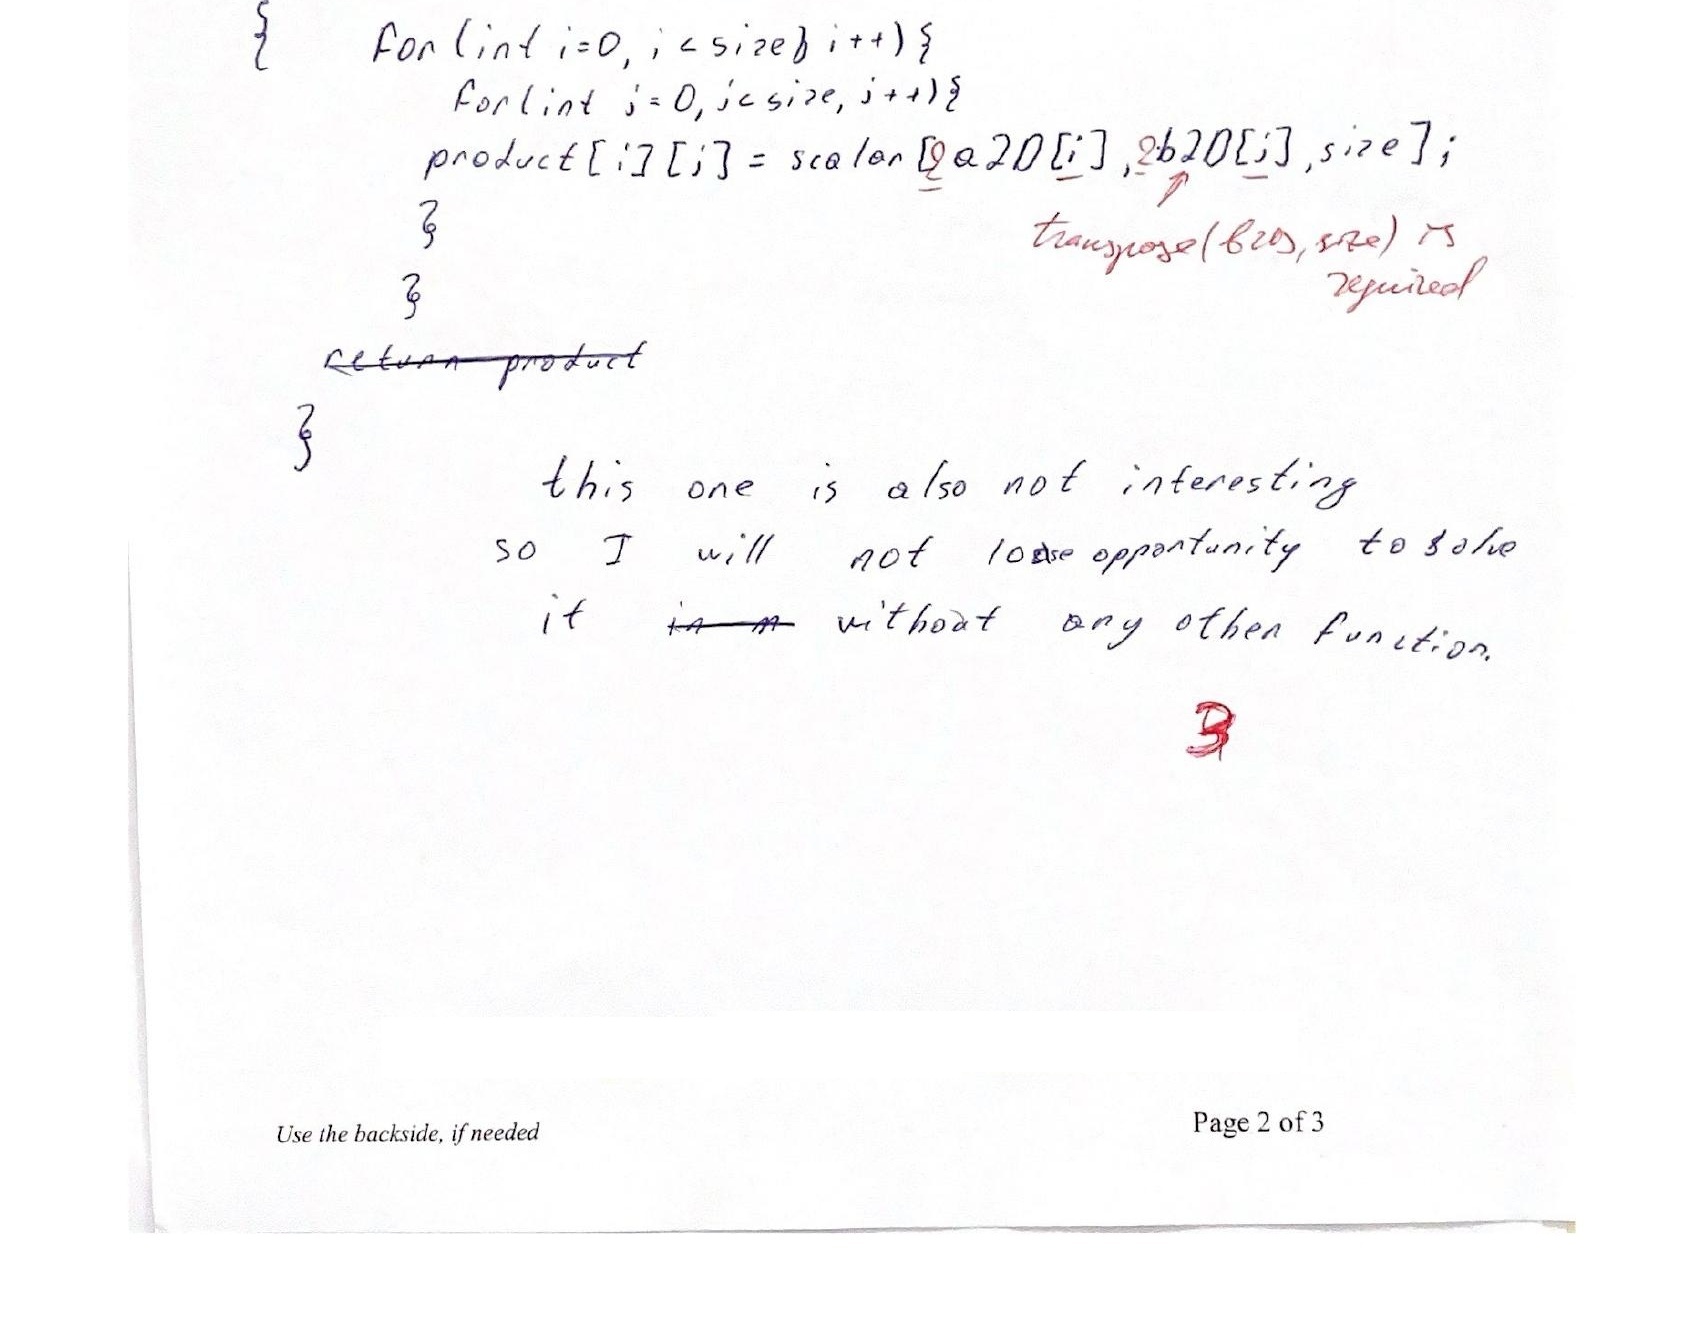 { for (int i=0, i < size; i++) {
for (int j=0, j < size, j++) {
product[i][j] = scalar [&a2D[i], &b2D[j], size];
}
transpose(b2D, size) is
required
}
return product
}
this one is also not interesting
so I will not loose opportunity to solve
it in m without any other function.
3
Use the backside, if needed
Page 2 of 3